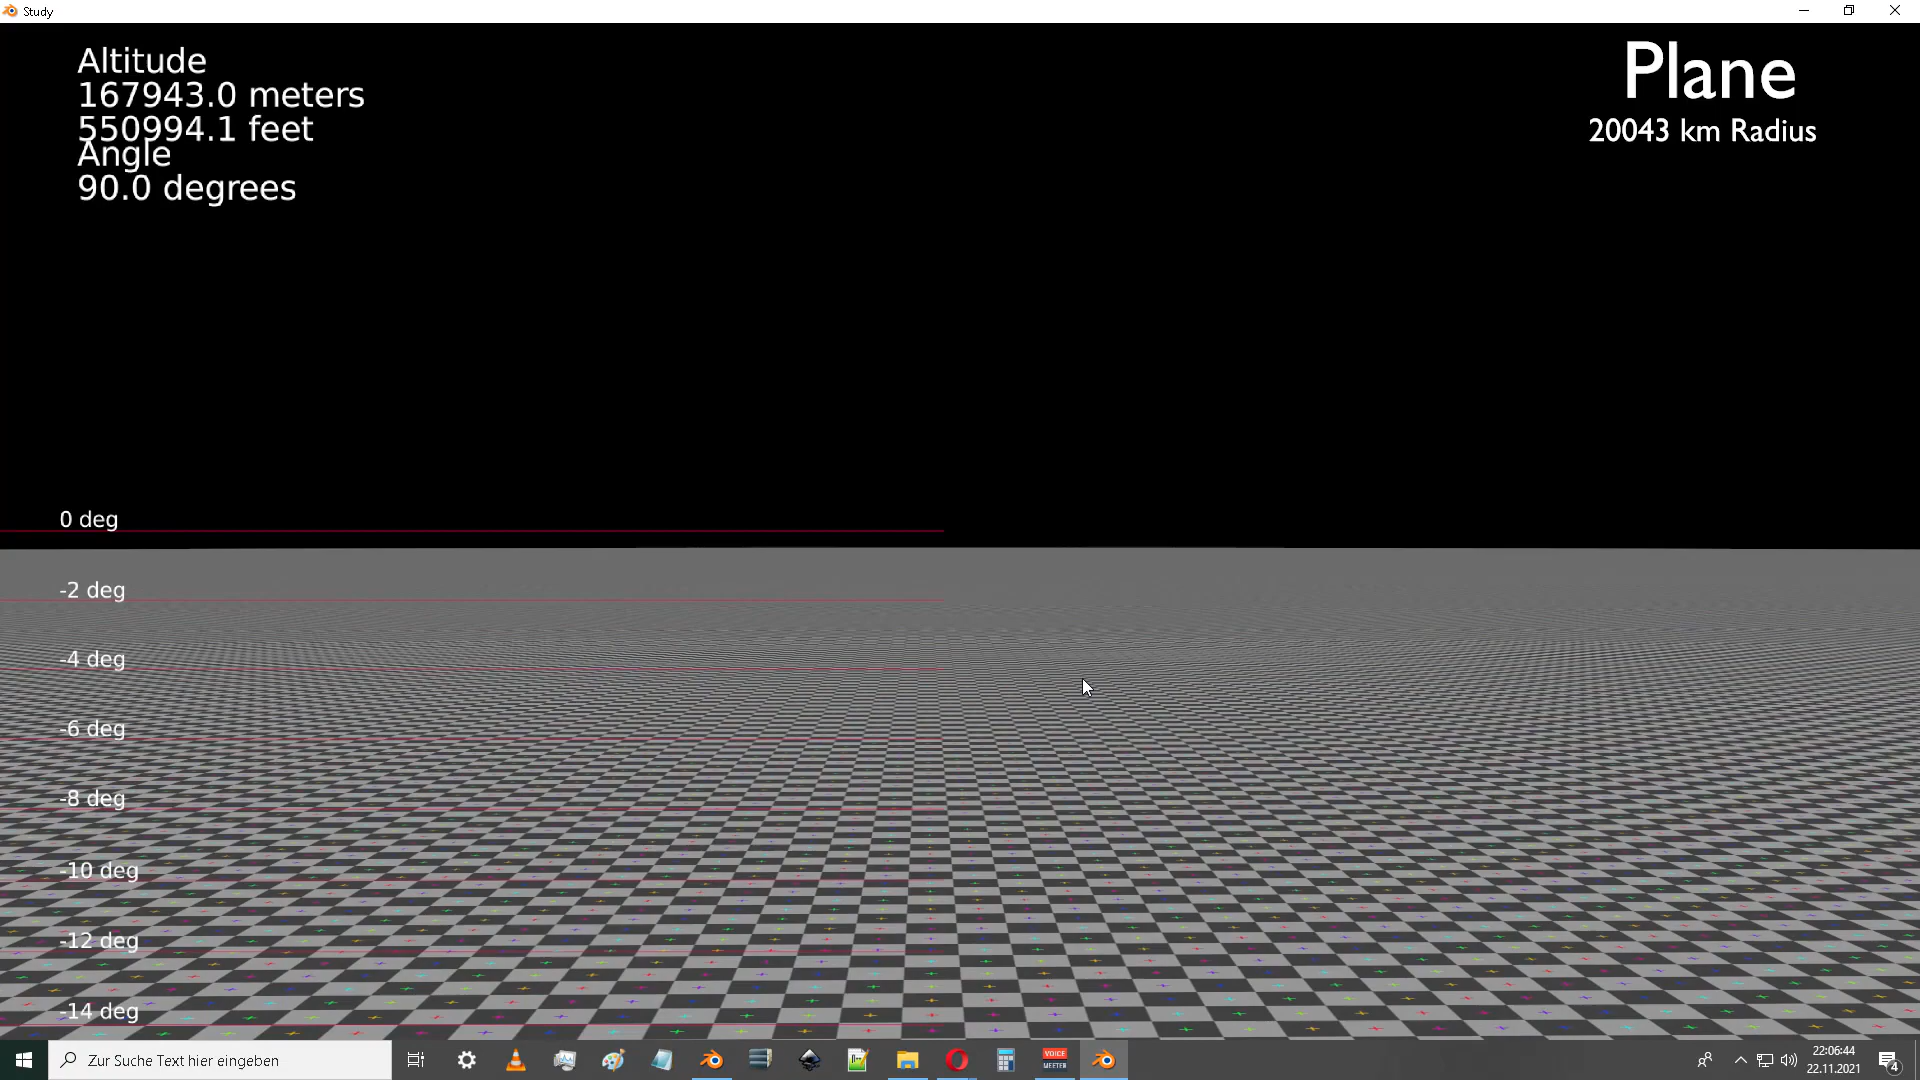 Study
Altitude
167943.0 meters
550994.1 feet
Angle
90.0 degrees
Plane
20043 km Radius
0 deg
-2 deg
-4 deg
-6 deg
-8 deg
-10 deg
-12 deg
-14 deg
Zur Suche Text hier eingeben
VOICE
MEETER
22:06:44
22.11.2021
4